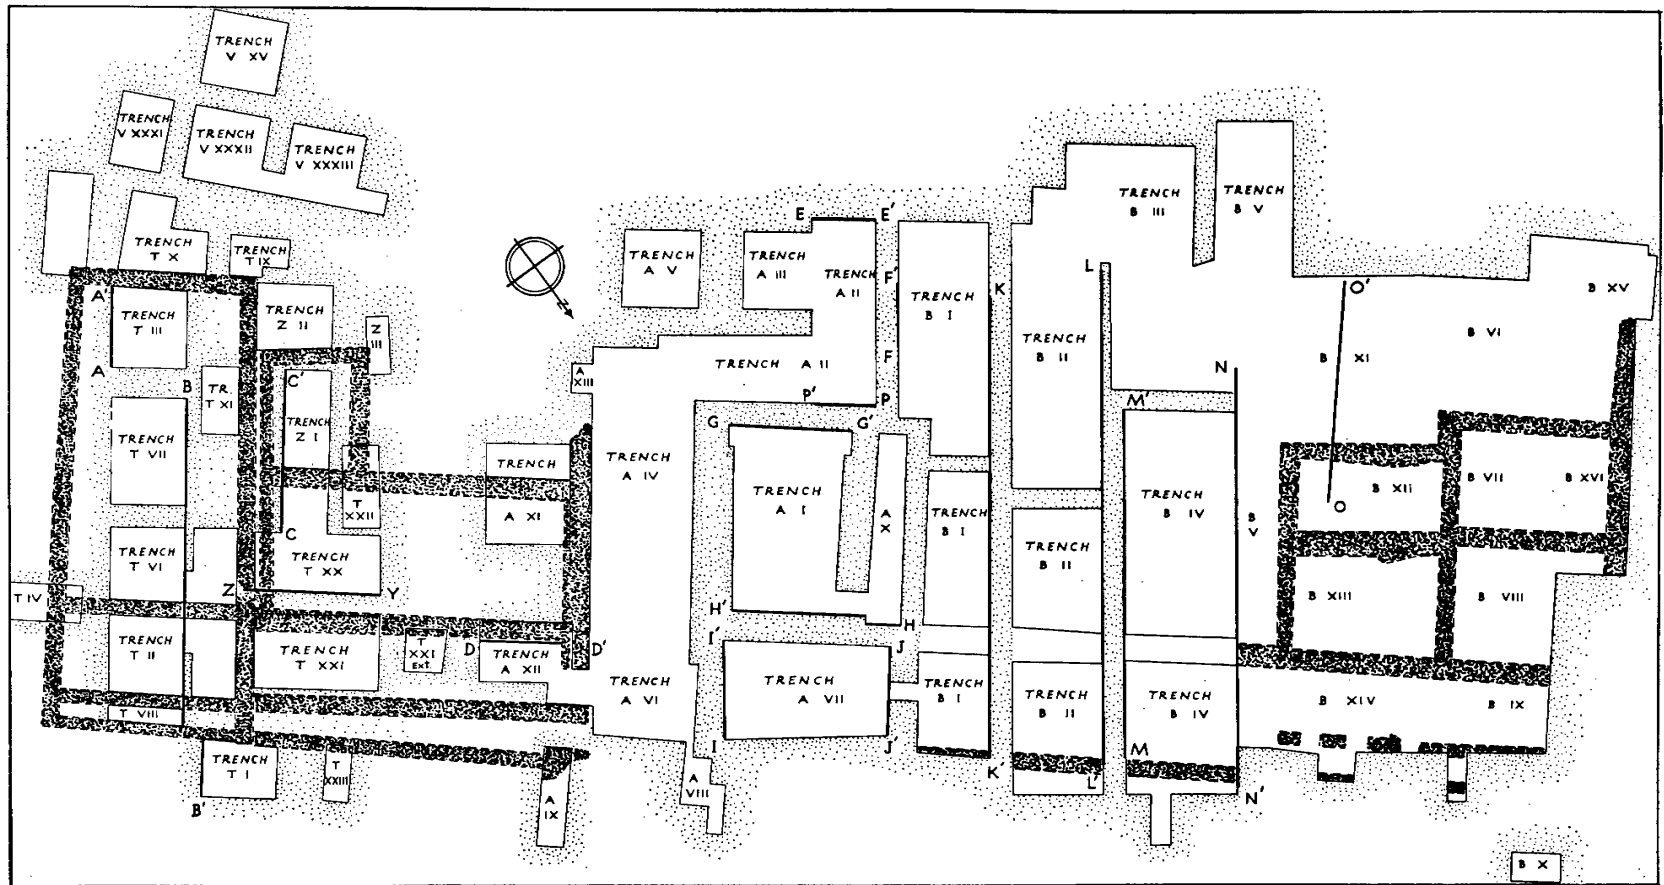 TRENCH
V XV
TRENCH
V XXXI
TRENCH
V XXXII
TRENCH
V XXXIII
TRENCH
T X
TRENCH
T IX
A'
TRENCH
T III
A
TRENCH
Z II
Z
III
B
TR.
T XI
C'
TRENCH
Z I
TRENCH
T VII
T
XXII
C
TRENCH
T XX
TRENCH
T VI
T IV
Z
Y
TRENCH
T II
TRENCH
T XXI
T
XXI
EXT.
D
TRENCH
A XII
D'
T VIII
TRENCH
T I
B'
T
XXIII
A
IX
TRENCH
A XI
N
A
XIII
TRENCH
A V
TRENCH
A III
E
E'
TRENCH
A II
F'
F
TRENCH A II
P'
P
TRENCH
A IV
G
G'
TRENCH
A I
A X
H'
H
I'
J
TRENCH
A VI
TRENCH
A VII
I
J'
A
VIII
TRENCH
B I
K
TRENCH
B I
TRENCH
B I
K'
TRENCH
B II
L
TRENCH
B II
TRENCH
B II
L'
TRENCH
B III
TRENCH
B V
M'
N
TRENCH
B IV
B
V
TRENCH
B IV
M
N'
O'
B XI
B VI
B XV
O
B XII
B VII
B XVI
B XIII
B VIII
B XIV
B IX
B X